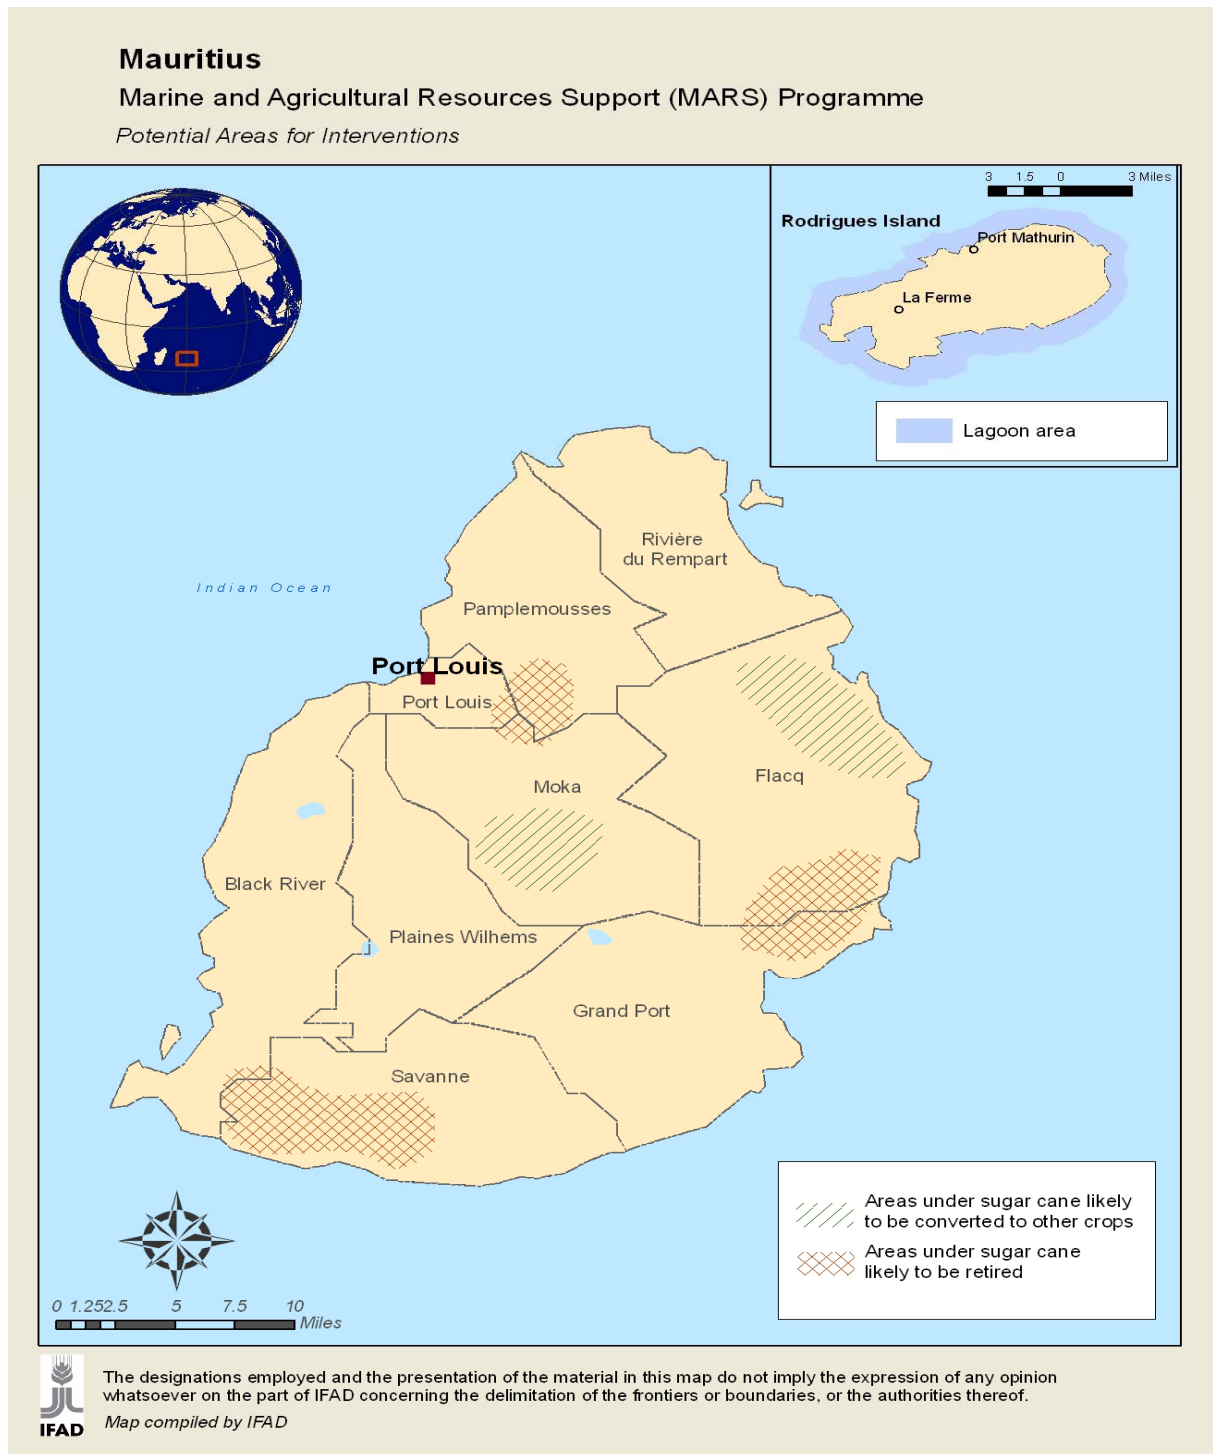 Mauritius
Marine and Agricultural Resources Support (MARS) Programme
Potential Areas for Interventions
3 1.5 0 3 Miles
Rodrigues Island
Port Mathurin
La Ferme
Lagoon area
Rivière
du Rempart
Indian Ocean
Pamplemousses
Port Louis
Port Louis
Flacq
Moka
Black River
Plaines Wilhems
Grand Port
Savanne
Areas under sugar cane likely
to be converted to other crops
Areas under sugar cane
likely to be retired
0 1.252.5 5 7.5 10
Miles
The designations employed and the presentation of the material in this map do not imply the expression of any opinion
whatsoever on the part of IFAD concerning the delimitation of the frontiers or boundaries, or the authorities thereof.
Map compiled by IFAD
IFAD